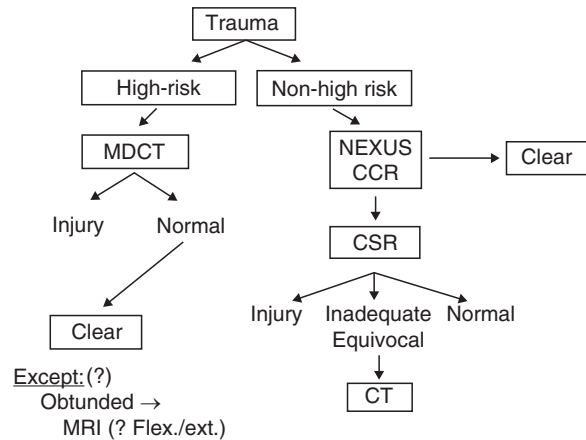 Trauma
High-risk
Non-high risk
MDCT
NEXUS
CCR
Clear
Injury
Normal
CSR
Injury
Inadequate
Equivocal
Normal
Clear
CT
Except: (?)
Obtunded →
MRI (? Flex./ext.)